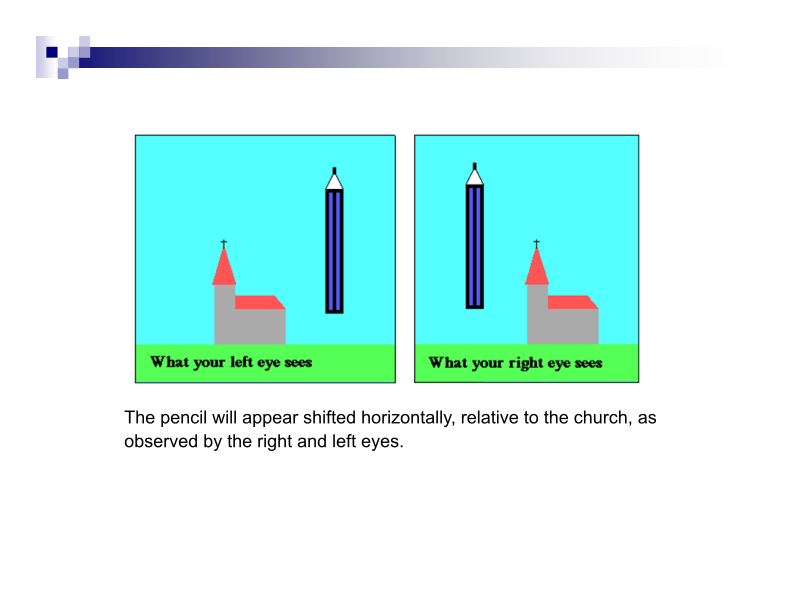 What your left eye sees
What your right eye sees
The pencil will appear shifted horizontally, relative to the church, as
observed by the right and left eyes.